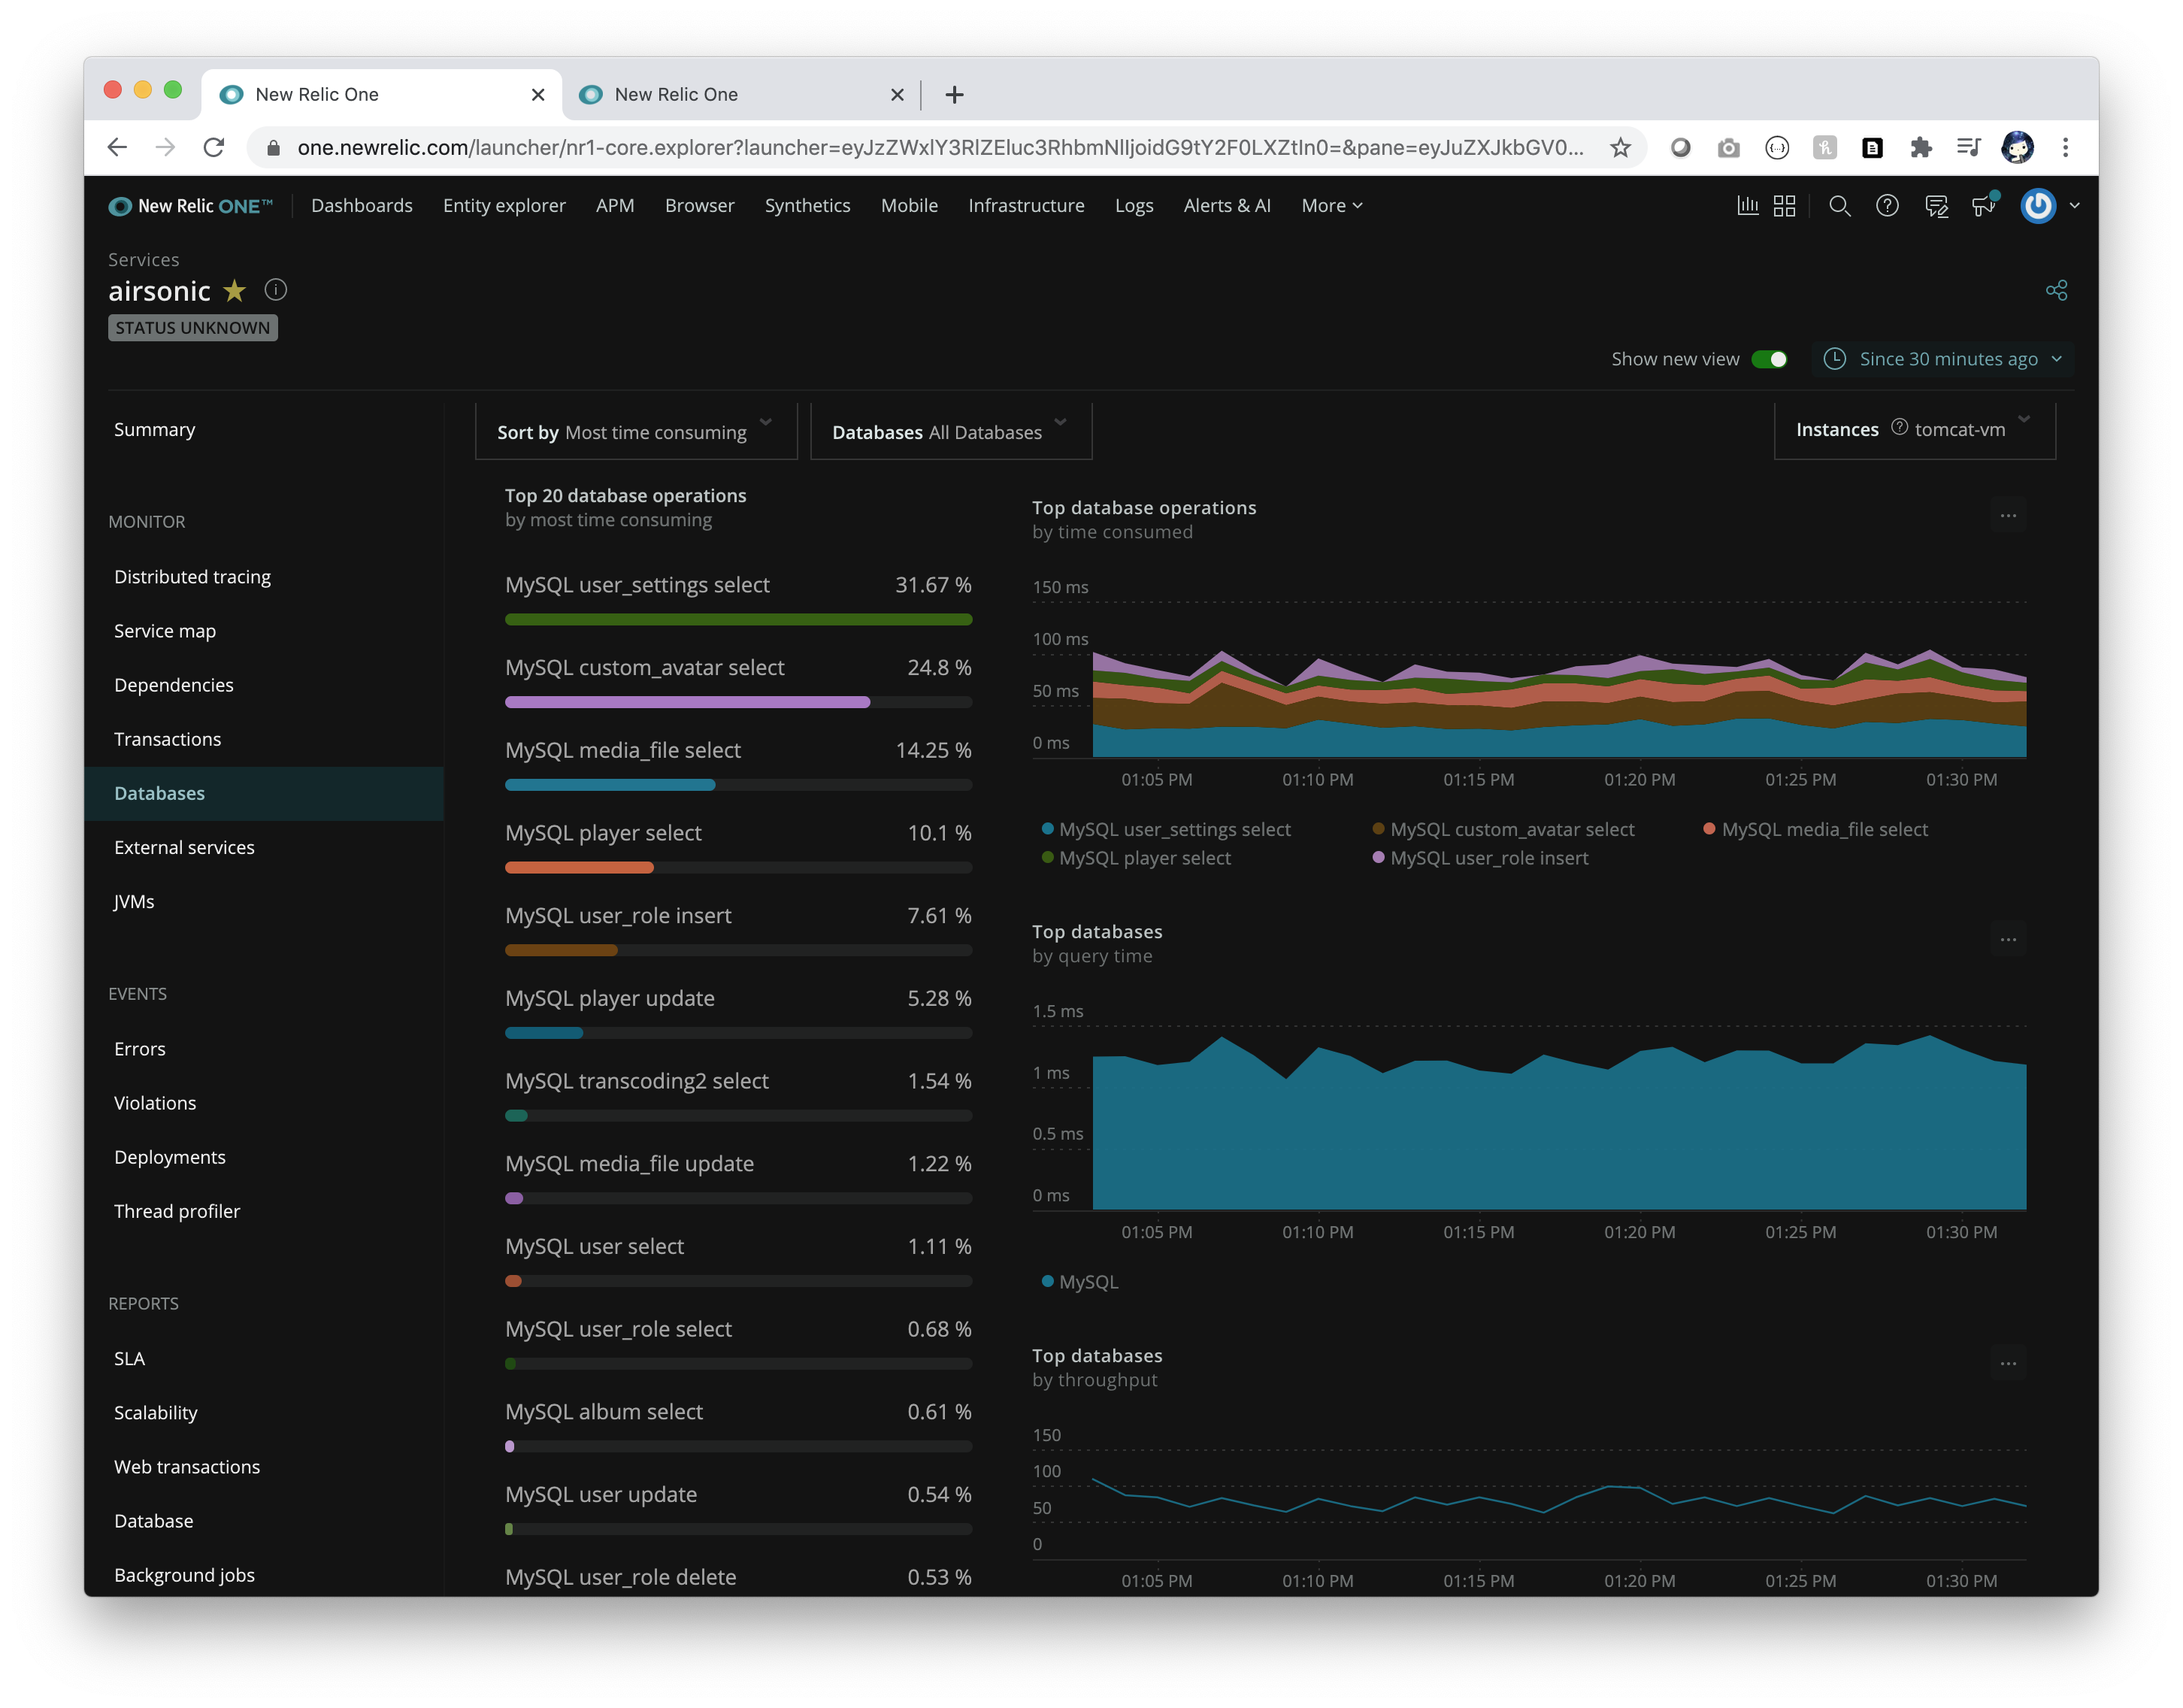 New Relic One
New Relic One
one.newrelic.com/launcher/nr1-core.explorer?launcher=eyJzZWxlY3RlZEluc3RhbmNlIjoidG9tY2F0LXZtIn0=&pane=eyJuZXJkbGV0...
New Relic ONE™ Dashboards Entity explorer APM Browser Synthetics Mobile Infrastructure Logs Alerts & AI More
Services
airsonic
STATUS UNKNOWN
Show new view Since 30 minutes ago
Summary
MONITOR
Distributed tracing
Service map
Dependencies
Transactions
Databases
External services
JVMs
EVENTS
Errors
Violations
Deployments
Thread profiler
REPORTS
SLA
Scalability
Web transactions
Database
Background jobs
Sort by Most time consuming
Databases All Databases
Instances tomcat-vm
Top 20 database operations
by most time consuming
MySQL user_settings select 31.67 %
MySQL custom_avatar select 24.8 %
MySQL media_file select 14.25 %
MySQL player select 10.1 %
MySQL user_role insert 7.61 %
MySQL player update 5.28 %
MySQL transcoding2 select 1.54 %
MySQL media_file update 1.22 %
MySQL user select 1.11 %
MySQL user_role select 0.68 %
MySQL album select 0.61 %
MySQL user update 0.54 %
MySQL user_role delete 0.53 %
Top database operations
by time consumed
150 ms
100 ms
50 ms
0 ms
01:05 PM 01:10 PM 01:15 PM 01:20 PM 01:25 PM 01:30 PM
MySQL user_settings select MySQL custom_avatar select MySQL media_file select
MySQL player select MySQL user_role insert
Top databases
by query time
1.5 ms
1 ms
0.5 ms
0 ms
01:05 PM 01:10 PM 01:15 PM 01:20 PM 01:25 PM 01:30 PM
MySQL
Top databases
by throughput
150
100
50
0
01:05 PM 01:10 PM 01:15 PM 01:20 PM 01:25 PM 01:30 PM